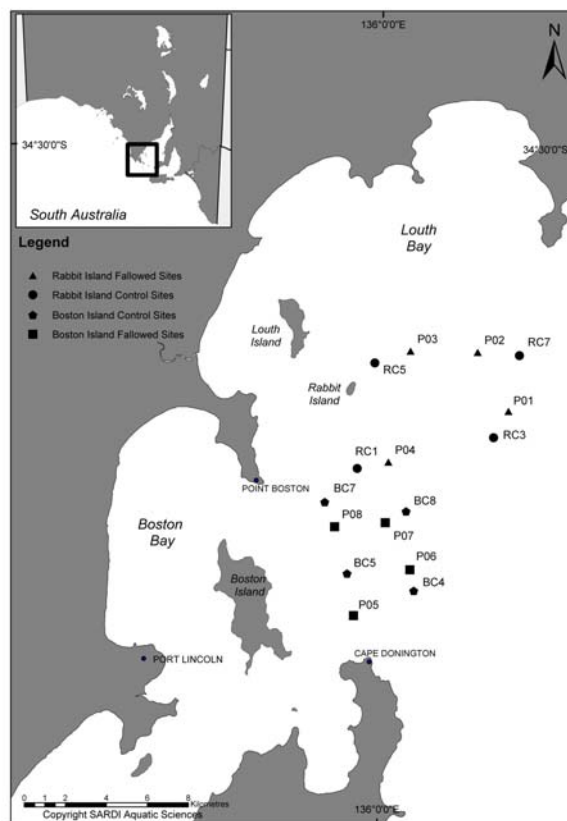 136°0'0"E
N
34°30'0"S
34°30'0"S
South Australia
Legend
Rabbit Island Fallowed Sites
Rabbit Island Control Sites
Boston Island Control Sites
Boston Island Fallowed Sites
Louth
Bay
Louth
Island
P03
P02
RC7
RC5
Rabbit
Island
P01
RC3
RC1
P04
POINT BOSTON
BC7
BC8
P08
P07
Boston
Bay
P06
BC5
Boston
Island
BC4
P05
CAPE DONINGTON
PORT LINCOLN
0 1 2 4 6 8
Kilometres
Copyright SARDI Aquatic Sciences
136°0'0"E